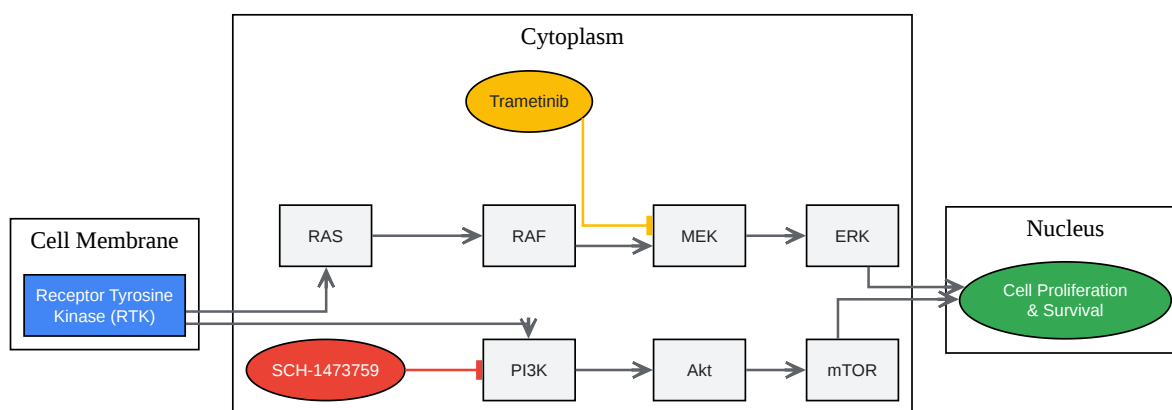 Cytoplasm
Trametinib
RAS
RAF
MEK
ERK
Cell Membrane
Receptor Tyrosine
Kinase (RTK)
Nucleus
Cell Proliferation
& Survival
SCH-1473759
PI3K
Akt
mTOR